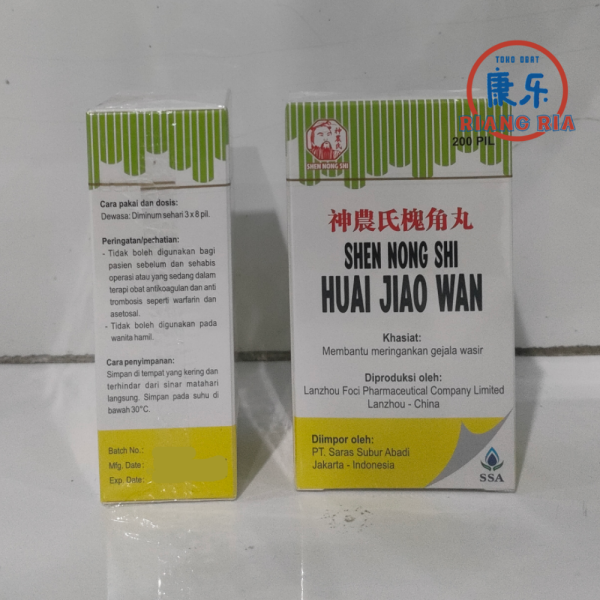 TOKO OBAT
康乐
RIANG RIA
Cara pakai dan dosis:
Dewasa: Diminum sehari 3 x 8 pil.
Peringatan/perhatian:
- Tidak boleh digunakan bagi
pasien sebelum dan sehabis
operasi atau yang sedang dalam
terapi obat antikoagulan dan anti
trombosis seperti warfarin dan
asetosal.
- Tidak boleh digunakan pada
wanita hamil.
Cara penyimpanan:
Simpan di tempat yang kering dan
terhindar dari sinar matahari
langsung. Simpan pada suhu di
bawah 30°C.
Batch No.:
Mfg. Date :
Exp. Date:
神農氏
SHEN NONG SHI
200 PIL
神農氏槐角丸
SHEN NONG SHI
HUAI JIAO WAN
Khasiat:
Membantu meringankan gejala wasir
Diproduksi oleh:
Lanzhou Foci Pharmaceutical Company Limited
Lanzhou - China
Diimpor oleh:
PT. Saras Subur Abadi
Jakarta - Indonesia
SSA